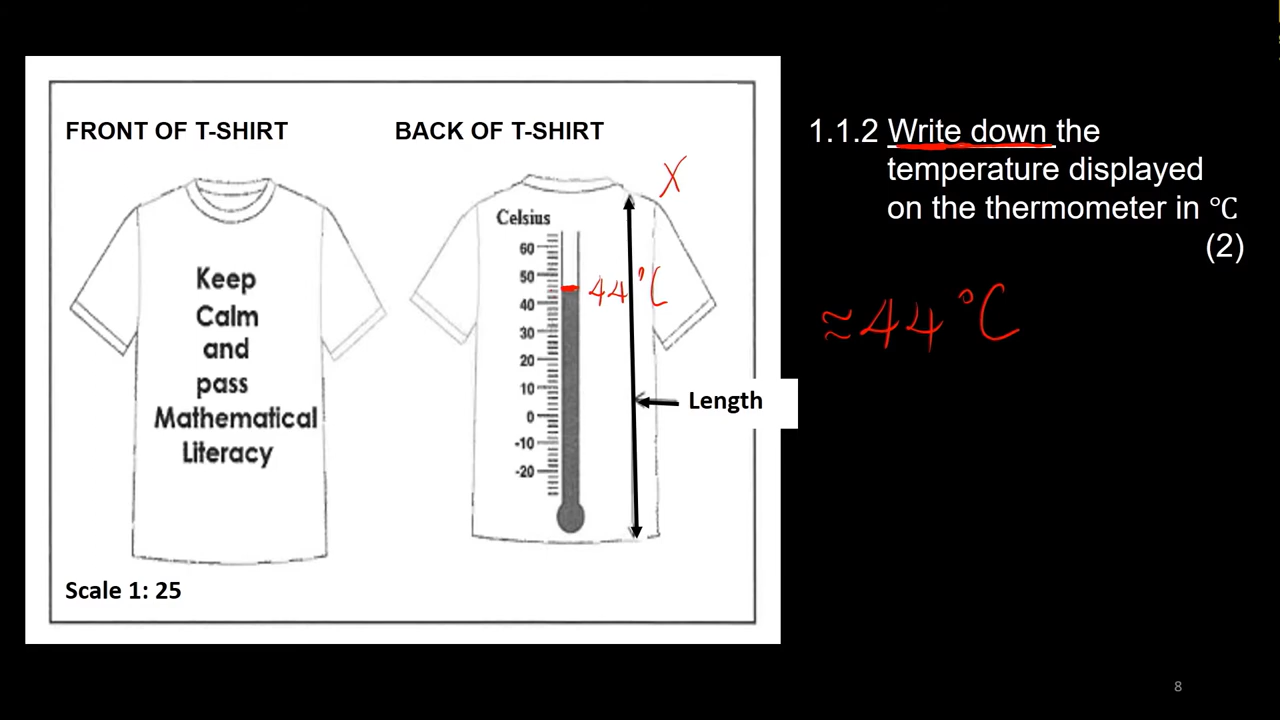 FRONT OF T-SHIRT
BACK OF T-SHIRT
X
Keep
Calm
and
pass
Mathematical
Literacy
Celsius
60
50
40
30
20
10
0
-10
-20
44°C
Length
Scale 1: 25
1.1.2 Write down the
temperature displayed
on the thermometer in °C
(2)
≈44°C
8